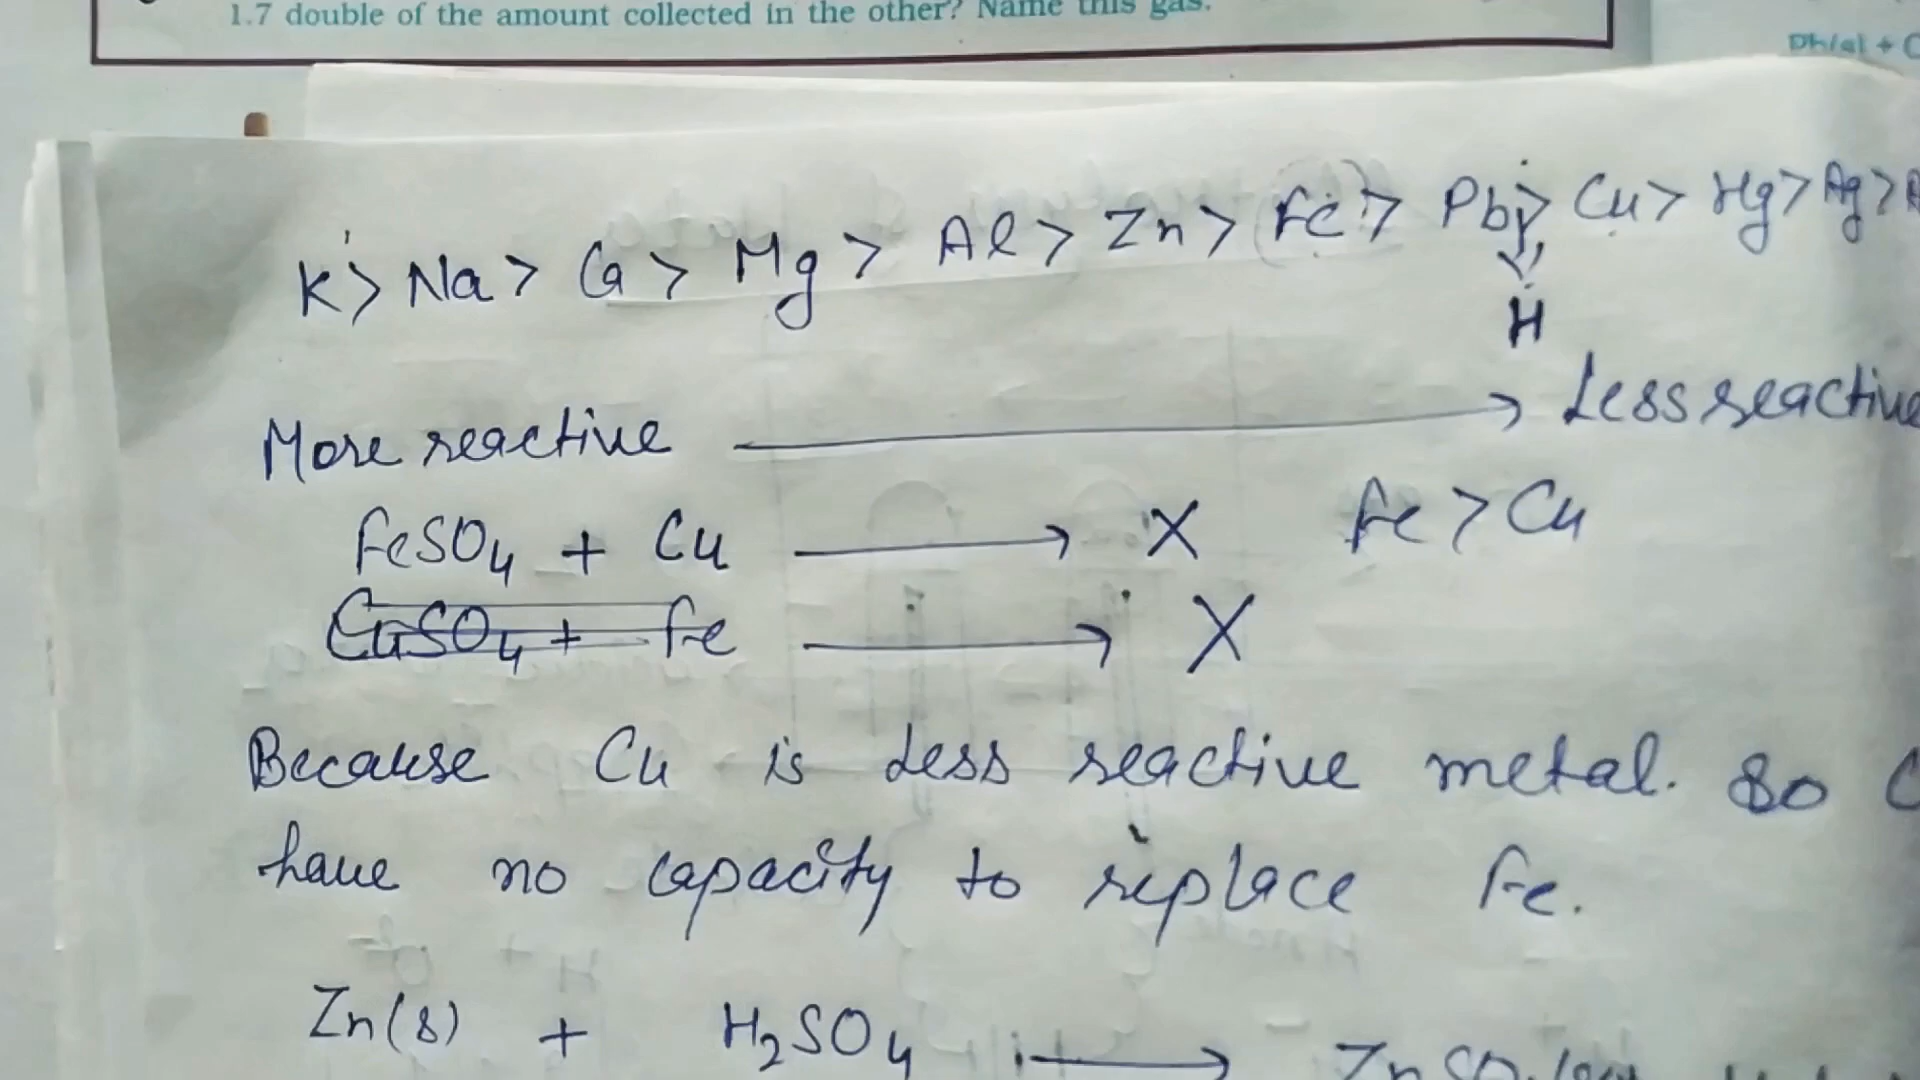 1.7 double of the amount collected in the other? Name this gas.
K > Na > Ca > Mg > Al > Zn > Fe > Pb > Cu > Hg > Ag >
H
More reactive ⟶ Less reactive
FeSO4 + Cu ⟶ X Fe > Cu
CuSO4 + Fe ⟶ X
Because Cu is less reactive metal. So
have no capacity to replace Fe.
Zn(s) + H2SO4 ⟶